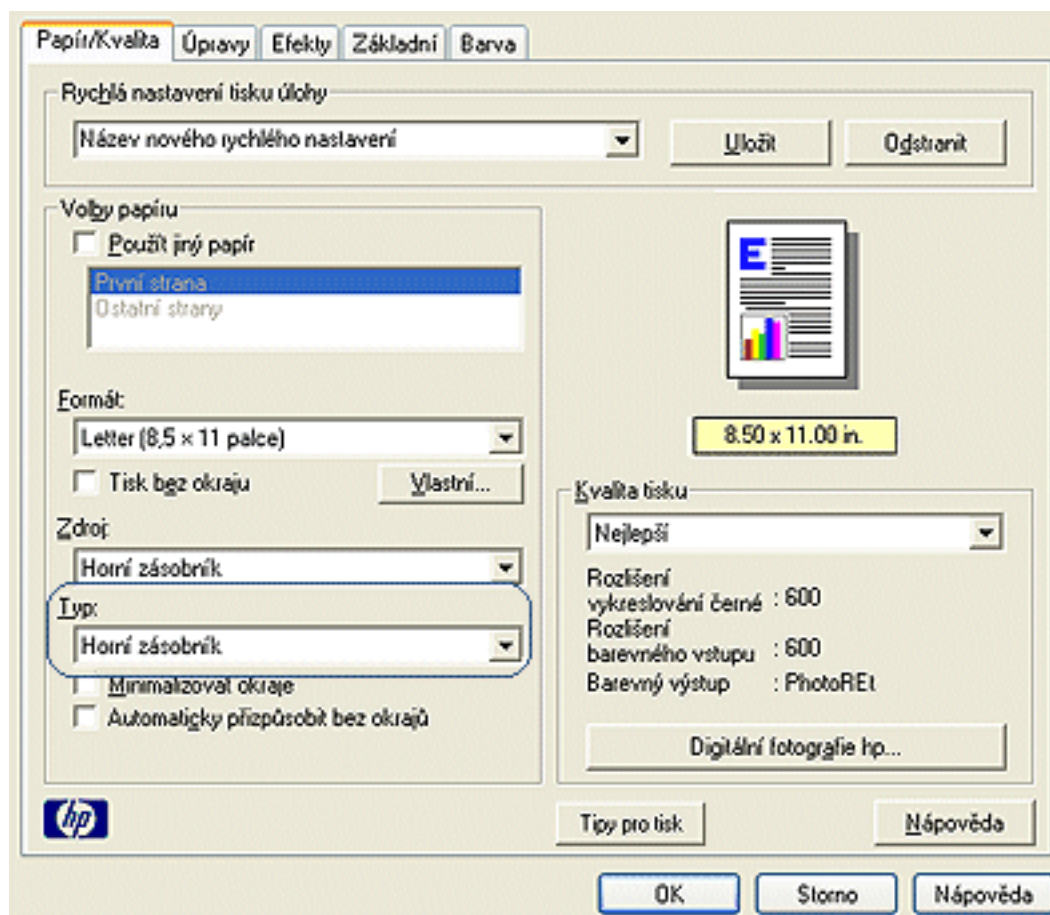 Papír/Kvalita Úpravy Efekty Základní Barva
Rychlá nastavení tisku úlohy
Název nového rychlého nastavení
Uložit
Odstranit
Volby papíru
Použít jiný papír
První strana
Ostatní strany
E
Formát:
Letter (8,5 × 11 palce)
8.50 x 11.00 in.
Tisk bez okraju
Vlastní...
Zdroj:
Horní zásobník
Typ:
Horní zásobník
Minimalizovat okraje
Automaticky přizpůsobit bez okrajů
Kvalita tisku
Nejlepší
Rozlišení
vykreslování černé : 600
Rozlišení
barevného vstupu : 600
Barevný výstup : PhotoREt
Digitální fotografie hp...
hp
Tipy pro tisk
Nápověda
OK
Storno
Nápověda